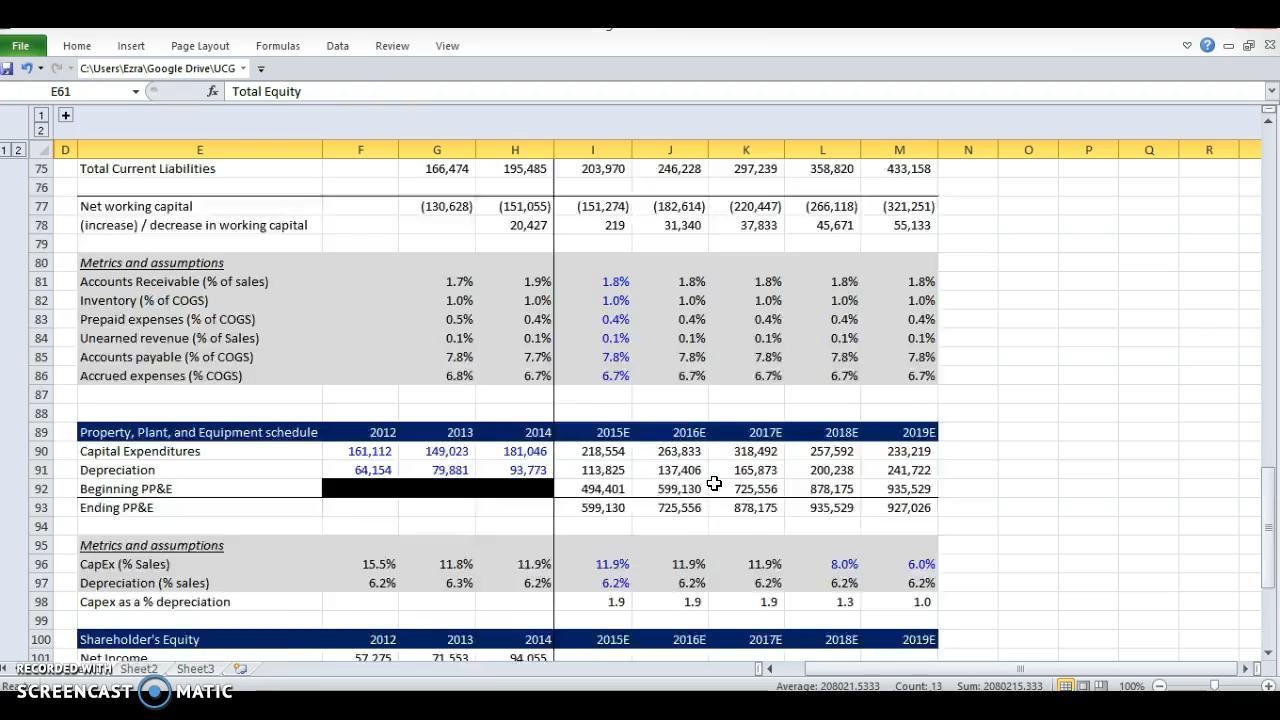 File Home Insert Page Layout Formulas Data Review View
C:\Users\Ezra\Google Drive\UCG
E61 fx Total Equity
1
2
1 2 D E F G H I J K L M N O P Q R
75 Total Current Liabilities 166,474 195,485 203,970 246,228 297,239 358,820 433,158
76
77 Net working capital (130,628) (151,055) (151,274) (182,614) (220,447) (266,118) (321,251)
78 (increase) / decrease in working capital 20,427 219 31,340 37,833 45,671 55,133
79
80 Metrics and assumptions
81 Accounts Receivable (% of sales) 1.7% 1.9% 1.8% 1.8% 1.8% 1.8% 1.8%
82 Inventory (% of COGS) 1.0% 1.0% 1.0% 1.0% 1.0% 1.0% 1.0%
83 Prepaid expenses (% of COGS) 0.5% 0.4% 0.4% 0.4% 0.4% 0.4% 0.4%
84 Unearned revenue (% of Sales) 0.1% 0.1% 0.1% 0.1% 0.1% 0.1% 0.1%
85 Accounts payable (% of COGS) 7.8% 7.7% 7.8% 7.8% 7.8% 7.8% 7.8%
86 Accrued expenses (% COGS) 6.8% 6.7% 6.7% 6.7% 6.7% 6.7% 6.7%
87
88
89 Property, Plant, and Equipment schedule 2012 2013 2014 2015E 2016E 2017E 2018E 2019E
90 Capital Expenditures 161,112 149,023 181,046 218,554 263,833 318,492 257,592 233,219
91 Depreciation 64,154 79,881 93,773 113,825 137,406 165,873 200,238 241,722
92 Beginning PP&E 494,401 599,130 725,556 878,175 935,529
93 Ending PP&E 599,130 725,556 878,175 935,529 927,026
94
95 Metrics and assumptions
96 CapEx (% Sales) 15.5% 11.8% 11.9% 11.9% 11.9% 11.9% 8.0% 6.0%
97 Depreciation (% sales) 6.2% 6.3% 6.2% 6.2% 6.2% 6.2% 6.2% 6.2%
98 Capex as a % depreciation 1.9 1.9 1.9 1.3 1.0
99
100 Shareholder's Equity 2012 2013 2014 2015E 2016E 2017E 2018E 2019E
101 Net Income 57,275 71,553 94,055
RECORDED WITH Sheet2 Sheet3
SCREENCAST MATIC Average: 208021.5333 Count: 13 Sum: 2080215.333 100%